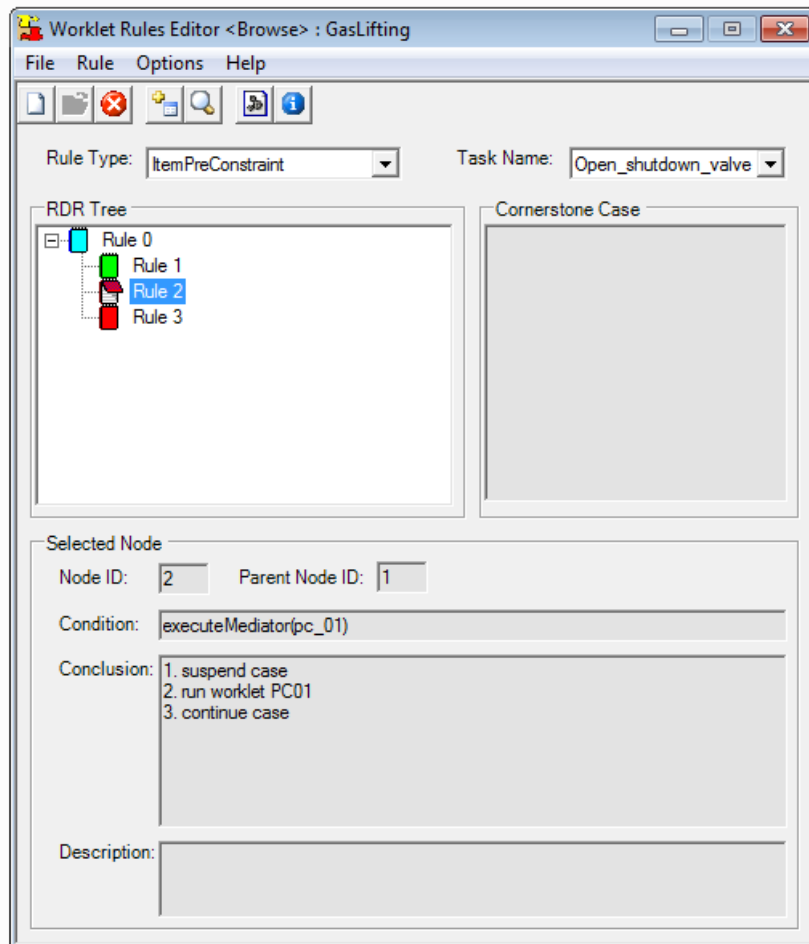 Worklet Rules Editor <Browse> : GasLifting
File Rule Options Help
Rule Type: ItemPreConstraint Task Name: Open_shutdown_valve
RDR Tree Cornerstone Case
Rule 0
Rule 1
Rule 2
Rule 3
Selected Node
Node ID: 2 Parent Node ID: 1
Condition: executeMediator(pc_01)
Conclusion: 1. suspend case
2. run worklet PC01
3. continue case
Description: